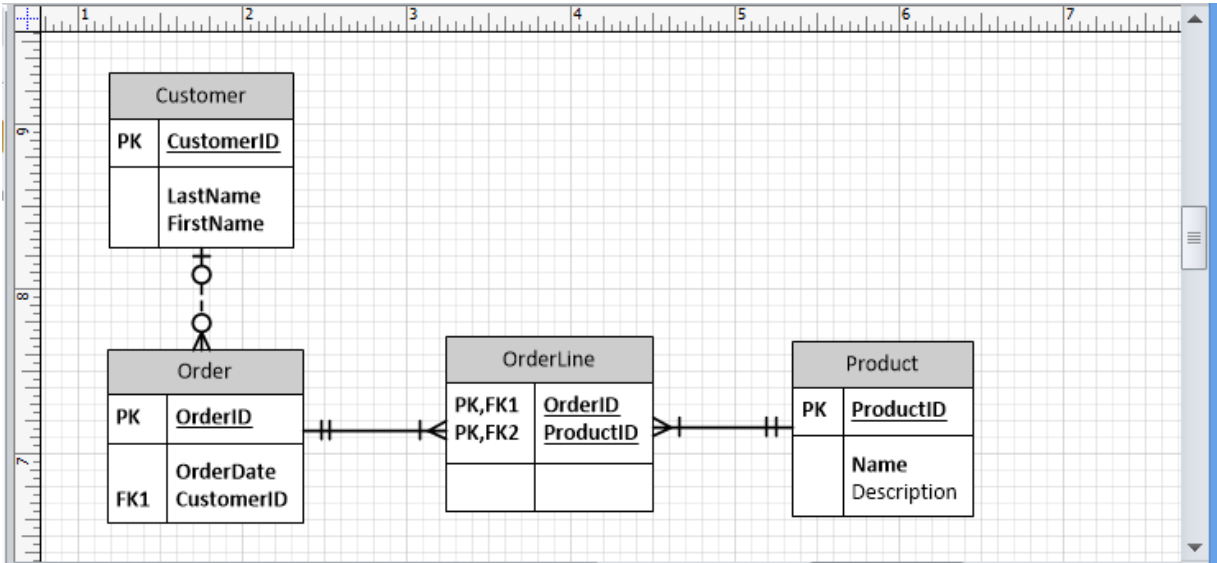 1 2 3 4 5 6 7
9
8
7
Customer
PK CustomerID
LastName
FirstName
Order
PK OrderID
OrderDate
FK1 CustomerID
OrderLine
PK,FK1 OrderID
PK,FK2 ProductID
Product
PK ProductID
Name
Description